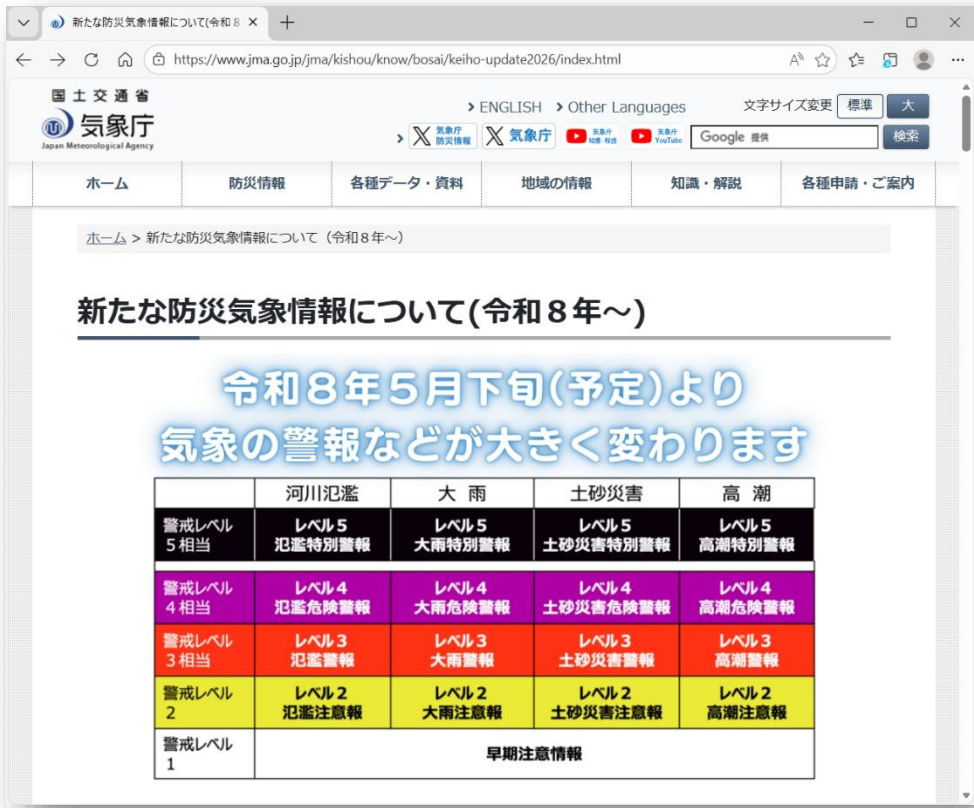 新たな防災気象情報について(令和８
https://www.jma.go.jp/jma/kishou/know/bosai/keiho-update2026/index.html
国土交通省
気象庁
Japan Meteorological Agency
ENGLISH Other Languages
文字サイズ変更 標準 大
気象庁 防災情報
気象庁
気象庁 知識・解説
気象庁 YouTube
Google 提供
検索
ホーム 防災情報 各種データ・資料 地域の情報 知識・解説 各種申請・ご案内
ホーム > 新たな防災気象情報について（令和８年～）
新たな防災気象情報について(令和８年～)
令和８年５月下旬(予定)より
気象の警報などが大きく変わります
河川氾濫 大雨 土砂災害 高潮
警戒レベル ５相当
レベル５ 氾濫特別警報
レベル５ 大雨特別警報
レベル５ 土砂災害特別警報
レベル５ 高潮特別警報
警戒レベル ４相当
レベル４ 氾濫危険警報
レベル４ 大雨危険警報
レベル４ 土砂災害危険警報
レベル４ 高潮危険警報
警戒レベル ３相当
レベル３ 氾濫警報
レベル３ 大雨警報
レベル３ 土砂災害警報
レベル３ 高潮警報
警戒レベル ２
レベル２ 氾濫注意報
レベル２ 大雨注意報
レベル２ 土砂災害注意報
レベル２ 高潮注意報
警戒レベル １
早期注意情報